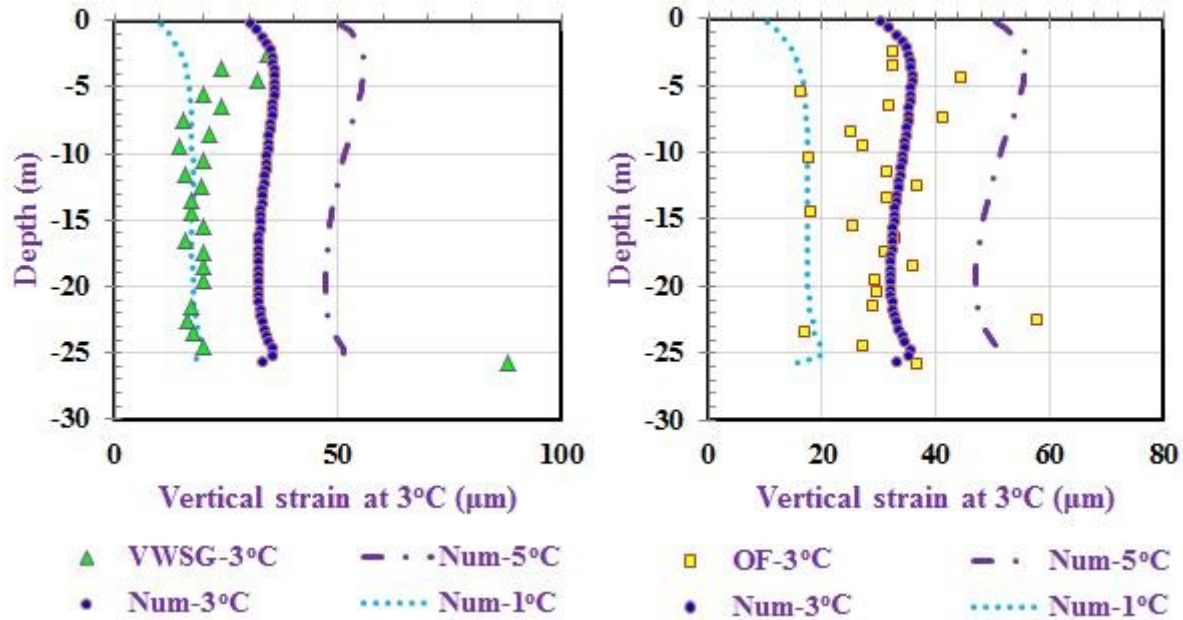 0
-5
-10
-15
-20
-25
-30
Depth (m)
0 50 100
Vertical strain at 3°C (μm)
VWSG-3°C Num-5°C
Num-3°C Num-1°C
0
-5
-10
-15
-20
-25
-30
Depth (m)
0 20 40 60 80
Vertical strain at 3°C (μm)
OF-3°C Num-5°C
Num-3°C Num-1°C